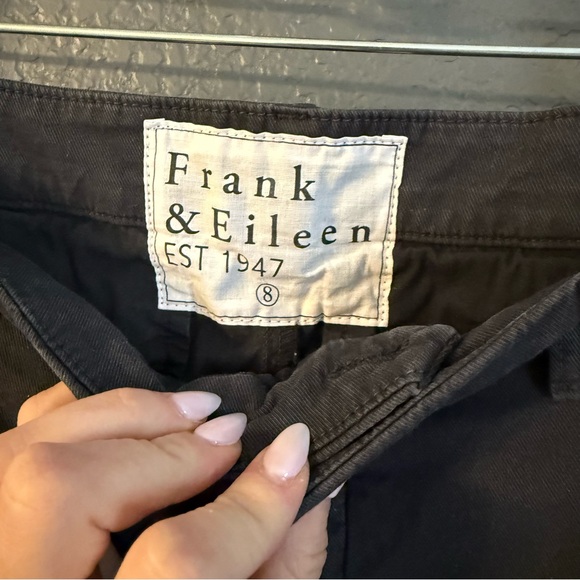 Frank
& Eileen
EST 1947
8